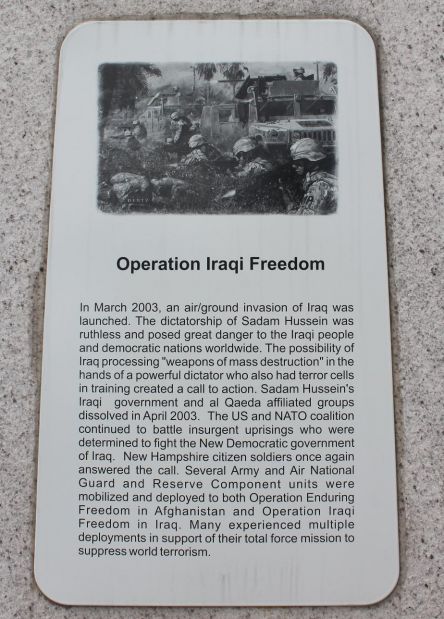 Operation Iraqi Freedom
In March 2003, an air/ground invasion of Iraq was
launched. The dictatorship of Sadam Hussein was
ruthless and posed great danger to the Iraqi people
and democratic nations worldwide. The possibility of
Iraq processing "weapons of mass destruction" in the
hands of a powerful dictator who also had terror cells
in training created a call to action. Sadam Hussein's
Iraqi government and al Qaeda affiliated groups
dissolved in April 2003. The US and NATO coalition
continued to battle insurgent uprisings who were
determined to fight the New Democratic government
of Iraq. New Hampshire citizen soldiers once again
answered the call. Several Army and Air National
Guard and Reserve Component units were
mobilized and deployed to both Operation Enduring
Freedom in Afghanistan and Operation Iraqi
Freedom in Iraq. Many experienced multiple
deployments in support of their total force mission to
suppress world terrorism.